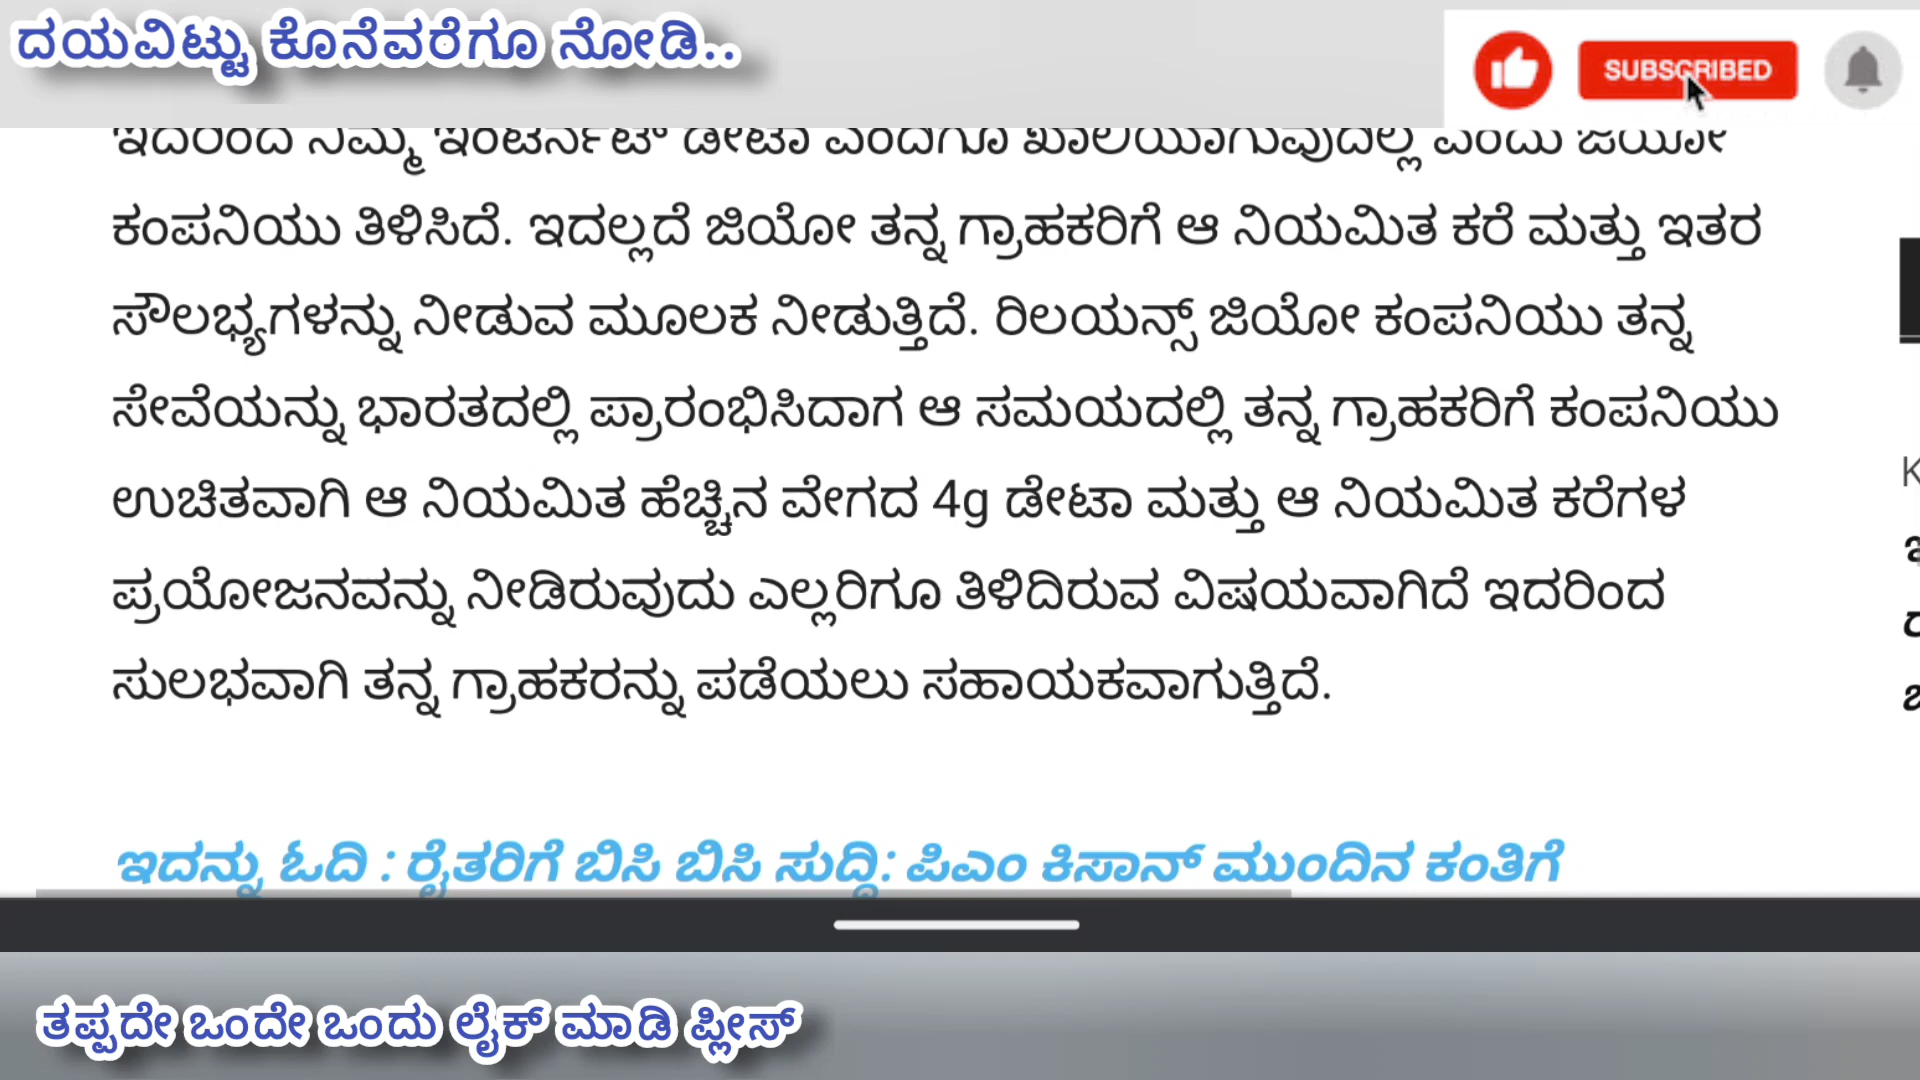 ದಯವಿಟ್ಟು ಕೊನೆವರೆಗೂ ನೋಡಿ..
SUBSCRIBED
ಇದರಿಂದ ನಿಮ್ಮ ಇಂಟರ್ನೆಟ್ ಡೇಟಾ ಎಂದಿಗೂ ಖಾಲಿಯಾಗುವುದಿಲ್ಲ ಎಂದು ಜಿಯೋ
ಕಂಪನಿಯು ತಿಳಿಸಿದೆ. ಇದಲ್ಲದೆ ಜಿಯೋ ತನ್ನ ಗ್ರಾಹಕರಿಗೆ ಆ ನಿಯಮಿತ ಕರೆ ಮತ್ತು ಇತರ
ಸೌಲಭ್ಯಗಳನ್ನು ನೀಡುವ ಮೂಲಕ ನೀಡುತ್ತಿದೆ. ರಿಲಯನ್ಸ್ ಜಿಯೋ ಕಂಪನಿಯು ತನ್ನ
ಸೇವೆಯನ್ನು ಭಾರತದಲ್ಲಿ ಪ್ರಾರಂಭಿಸಿದಾಗ ಆ ಸಮಯದಲ್ಲಿ ತನ್ನ ಗ್ರಾಹಕರಿಗೆ ಕಂಪನಿಯು
ಉಚಿತವಾಗಿ ಆ ನಿಯಮಿತ ಹೆಚ್ಚಿನ ವೇಗದ 4g ಡೇಟಾ ಮತ್ತು ಆ ನಿಯಮಿತ ಕರೆಗಳ
ಪ್ರಯೋಜನವನ್ನು ನೀಡಿರುವುದು ಎಲ್ಲರಿಗೂ ತಿಳಿದಿರುವ ವಿಷಯವಾಗಿದೆ ಇದರಿಂದ
ಸುಲಭವಾಗಿ ತನ್ನ ಗ್ರಾಹಕರನ್ನು ಪಡೆಯಲು ಸಹಾಯಕವಾಗುತ್ತಿದೆ.
ಇದನ್ನು ಓದಿ : ರೈತರಿಗೆ ಬಿಸಿ ಬಿಸಿ ಸುದ್ದಿ: ಪಿಎಂ ಕಿಸಾನ್ ಮುಂದಿನ ಕಂತಿಗೆ
ತಪ್ಪದೇ ಒಂದೇ ಒಂದು ಲೈಕ್ ಮಾಡಿ ಪ್ಲೀಸ್